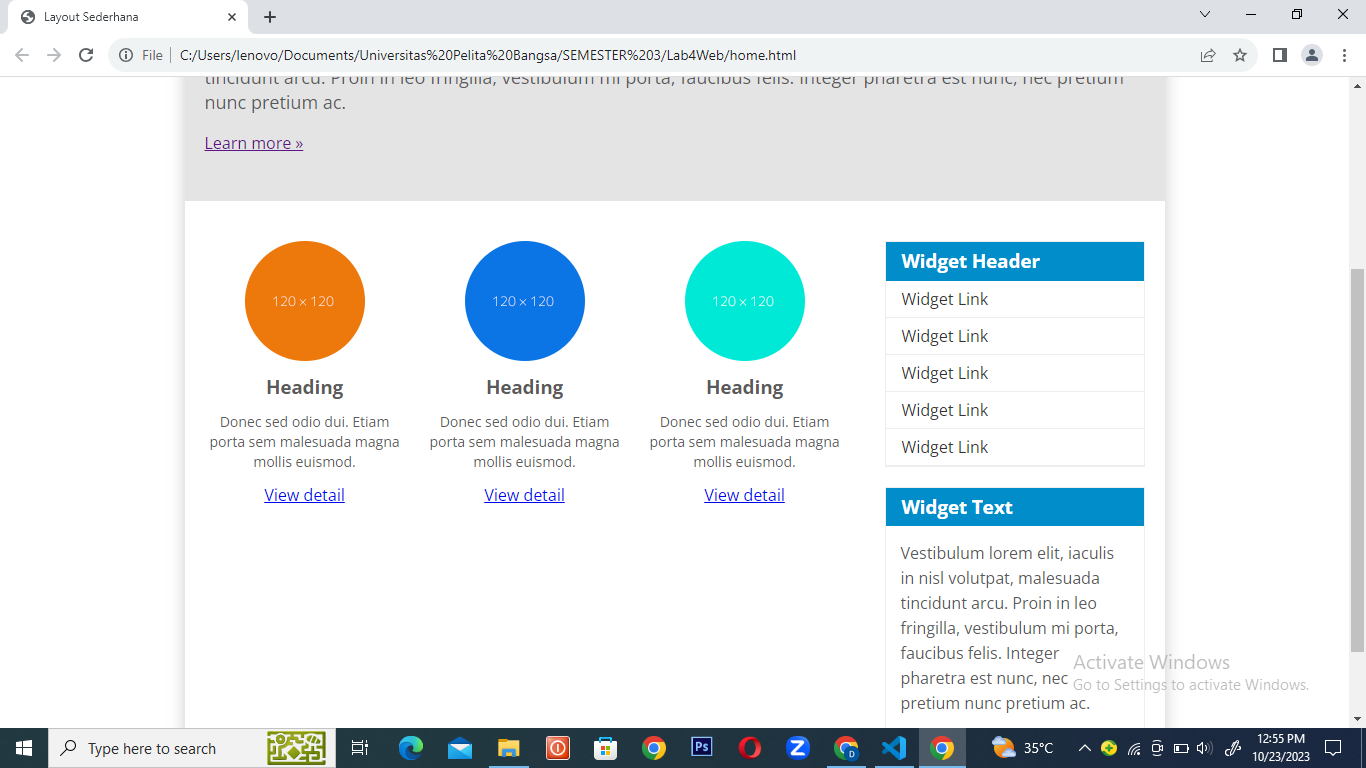 Layout Sederhana
File C:/Users/lenovo/Documents/Universitas%20Pelita%20Bangsa/SEMESTER%203/Lab4Web/home.html
tincidunt arcu. Proin in leo fringilla, vestibulum mi porta, faucibus felis. Integer pharetra est nunc, nec pretium
nunc pretium ac.
Learn more »
120 × 120
Heading
Donec sed odio dui. Etiam
porta sem malesuada magna
mollis euismod.
View detail
120 × 120
Heading
Donec sed odio dui. Etiam
porta sem malesuada magna
mollis euismod.
View detail
120 × 120
Heading
Donec sed odio dui. Etiam
porta sem malesuada magna
mollis euismod.
View detail
Widget Header
Widget Link
Widget Link
Widget Link
Widget Link
Widget Link
Widget Text
Vestibulum lorem elit, iaculis
in nisl volutpat, malesuada
tincidunt arcu. Proin in leo
fringilla, vestibulum mi porta,
faucibus felis. Integer
pharetra est nunc, nec
pretium nunc pretium ac.
Activate Windows
Go to Settings to activate Windows.
Type here to search
Ps
Z
D
35°C
12:55 PM
10/23/2023